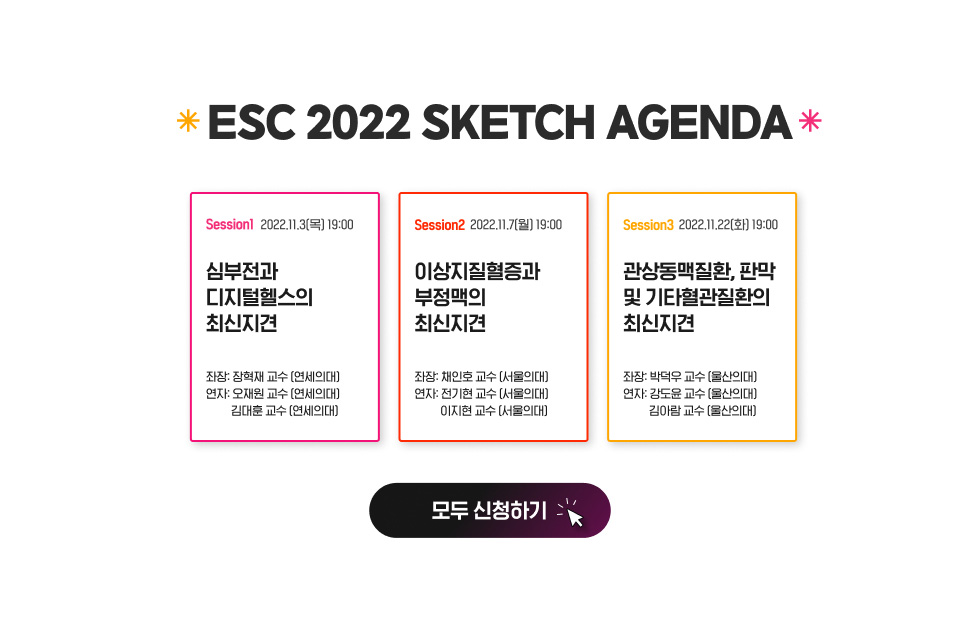 ESC 2022 SKETCH AGENDA
Session1 2022.11.3(목) 19:00
심부전과
디지털헬스의
최신지견
좌장: 장혁재 교수 (연세의대)
연자: 오재원 교수 (연세의대)
김대훈 교수 (연세의대)
Session2 2022.11.7(월) 19:00
이상지질혈증과
부정맥의
최신지견
좌장: 채인호 교수 (서울의대)
연자: 전기현 교수 (서울의대)
이지현 교수 (서울의대)
Session3 2022.11.22(화) 19:00
관상동맥질환, 판막
및 기타혈관질환의
최신지견
좌장: 박덕우 교수 (울산의대)
연자: 강도윤 교수 (울산의대)
김아람 교수 (울산의대)
모두 신청하기